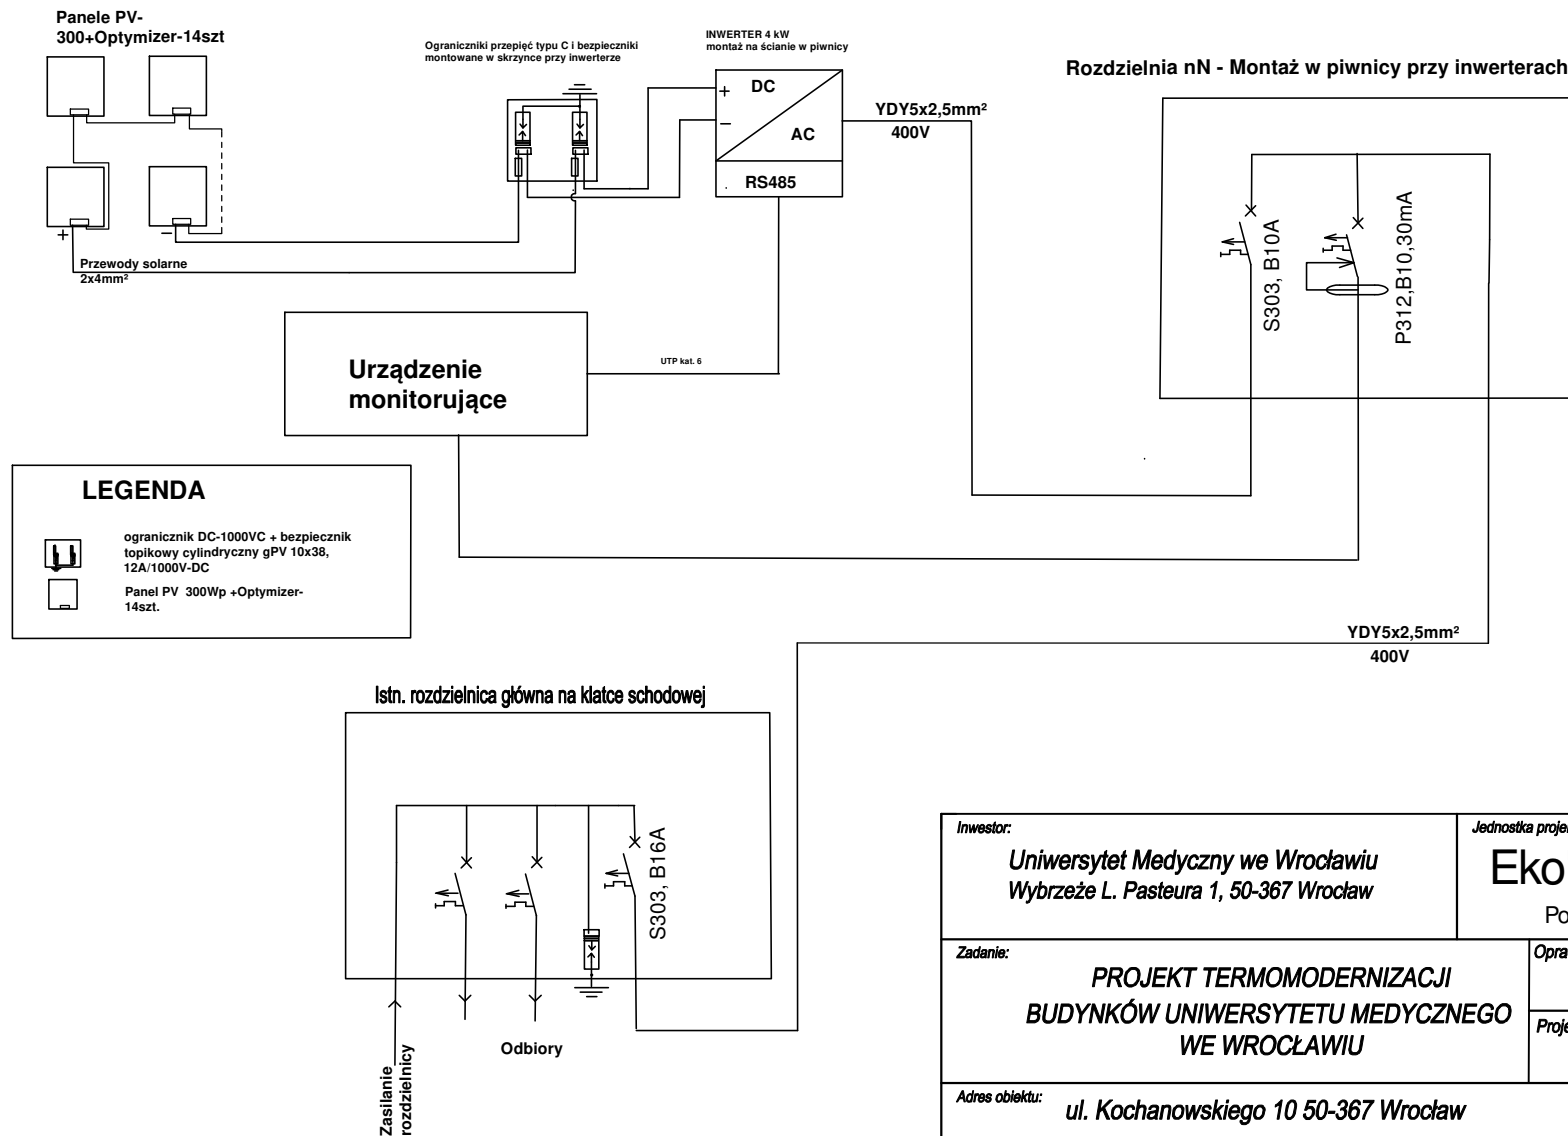 Panele PV-
300+Optymizer-14szt
Ograniczniki przepięć typu C i bezpieczniki
montowane w skrzynce przy inwerterze
INWERTER 4 kW
montaż na ścianie w piwnicy
Rozdzielnia nN - Montaż w piwnicy przy inwerterach
+
DC
−
AC
RS485
YDY5x2,5mm²
400V
+
−
Przewody solarne
2x4mm²
S303, B10A
P312,B10,30mA
Urządzenie
monitorujące
UTP kat. 6
LEGENDA
ogranicznik DC-1000VC + bezpiecznik
topikowy cylindryczny gPV 10x38,
12A/1000V-DC
Panel PV 300Wp +Optymizer-
14szt.
YDY5x2,5mm²
400V
Istn. rozdzielnica główna na klatce schodowej
S303, B16A
Odbiory
Zasilanie
rozdzielnicy
Inwestor:
Uniwersytet Medyczny we Wrocławiu
Wybrzeże L. Pasteura 1, 50-367 Wrocław
Jednostka proje
Eko
Po
Zadanie:
PROJEKT TERMOMODERNIZACJI
BUDYNKÓW UNIWERSYTETU MEDYCZNEGO
WE WROCŁAWIU
Opra
Proje
Adres obiektu:
ul. Kochanowskiego 10 50-367 Wrocław